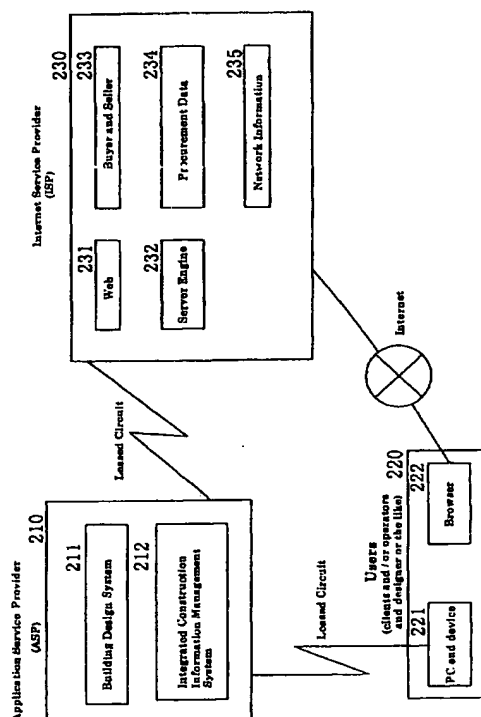 Application Service Provider
(ASP)
210
211
Building Design System
212
Integrated Construction
Information Management
System
Leased Circuit
Internet Service Provider
(ISP)
230
231
Web
232
Server Engine
233
Buyer and Seller
234
Procurement Data
235
Network Information
Leased Circuit
Internet
Users
(clients and/or operators
and designer or the like)
220
221
PC and device
222
Browser